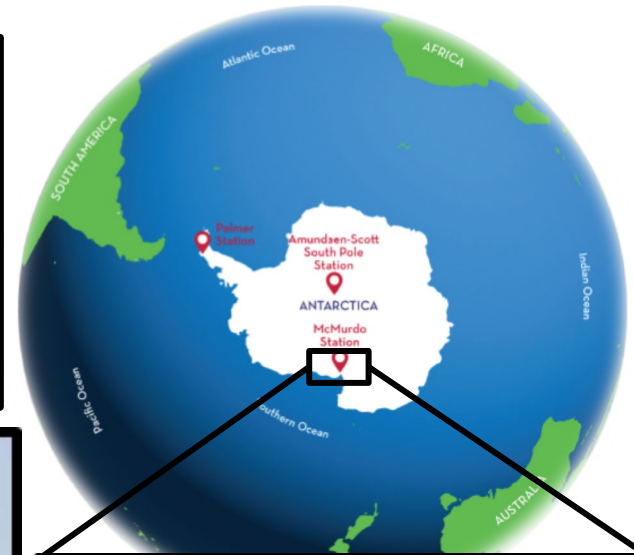 Atlantic Ocean
AFRICA
SOUTH AMERICA
Palmer
Station
Amundsen-Scott
South Pole
Station
Indian Ocean
ANTARCTICA
McMurdo
Station
Pacific Ocean
outhern Ocean
AUSTRALIA